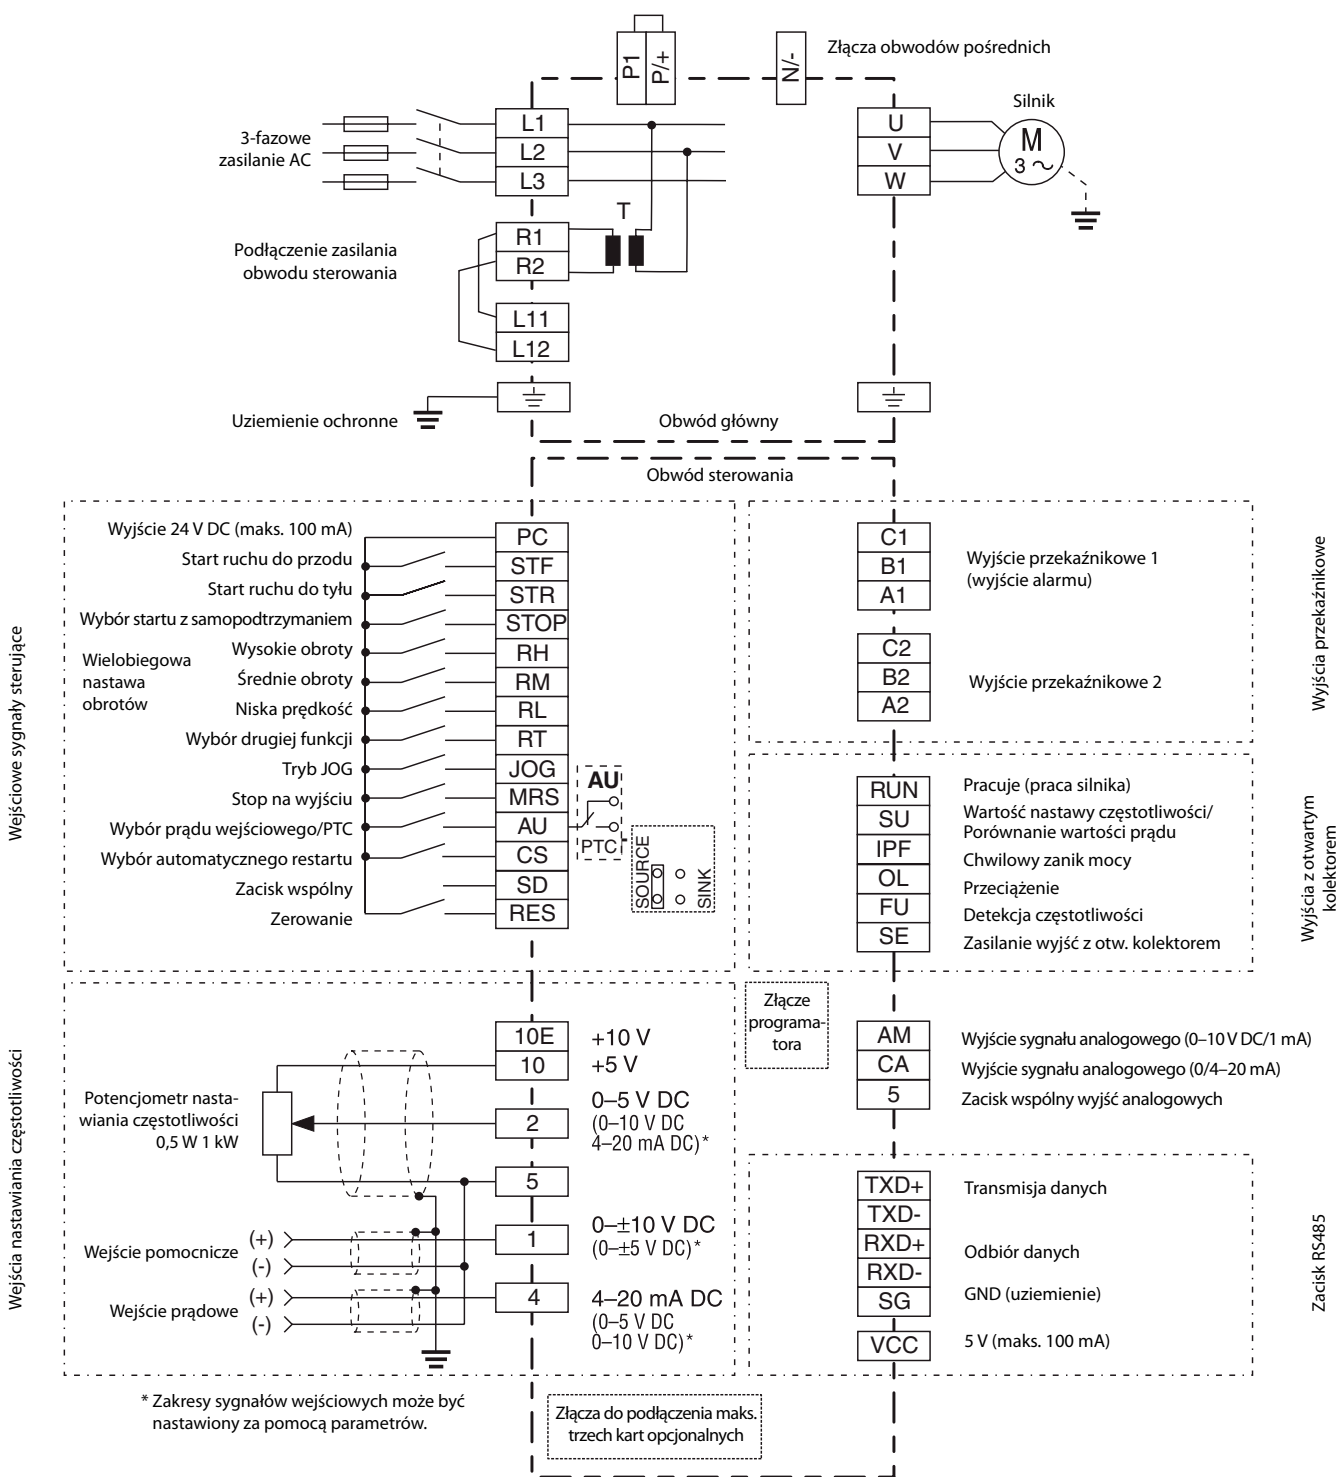 P1
P/+
N/-
Złącza obwodów pośrednich
3-fazowe
zasilanie AC
L1
L2
L3
U
V
W
Silnik
M
3 ~
T
Podłączenie zasilania
obwodu sterowania
R1
R2
L11
L12
Uziemienie ochronne
Obwód główny
Obwód sterowania
Wejściowe sygnały sterujące
Wyjście 24 V DC (maks. 100 mA)
PC
Start ruchu do przodu
STF
Start ruchu do tyłu
STR
Wybór startu z samopodtrzymaniem
STOP
Wielobiegowa
nastawa
obrotów
Wysokie obroty
RH
Średnie obroty
RM
Niska prędkość
RL
Wybór drugiej funkcji
RT
Tryb JOG
JOG
Stop na wyjściu
MRS
Wybór prądu wejściowego/PTC
AU
Wybór automatycznego restartu
CS
Zacisk wspólny
SD
Zerowanie
RES
AU
PTC
SOURCE
SINK
C1
B1
A1
Wyjście przekaźnikowe 1
(wyjście alarmu)
C2
B2
A2
Wyjście przekaźnikowe 2
Wyjścia przekaźnikowe
RUN
Pracuje (praca silnika)
SU
Wartość nastawy częstotliwości/
Porównanie wartości prądu
IPF
Chwilowy zanik mocy
OL
Przeciążenie
FU
Detekcja częstotliwości
SE
Zasilanie wyjść z otw. kolektorem
Wyjścia z otwartym
kolektorem
Wejścia nastawiania częstotliwości
10E
+10 V
10
+5 V
Potencjometr nasta-
wiania częstotliwości
0,5 W 1 kW
2
0–5 V DC
(0–10 V DC
4–20 mA DC)*
5
Wejście pomocnicze
(+)
(-)
1
0–±10 V DC
(0–±5 V DC)*
Wejście prądowe
(+)
(-)
4
4–20 mA DC
(0–5 V DC
0–10 V DC)*
* Zakresy sygnałów wejściowych może być
nastawiony za pomocą parametrów.
Złącze
programa-
tora
AM
Wyjście sygnału analogowego (0–10 V DC/1 mA)
CA
Wyjście sygnału analogowego (0/4–20 mA)
5
Zacisk wspólny wyjść analogowych
TXD+
Transmisja danych
TXD-
RXD+
Odbiór danych
RXD-
SG
GND (uziemienie)
VCC
5 V (maks. 100 mA)
Zacisk RS485
Złącza do podłączenia maks.
trzech kart opcjonalnych